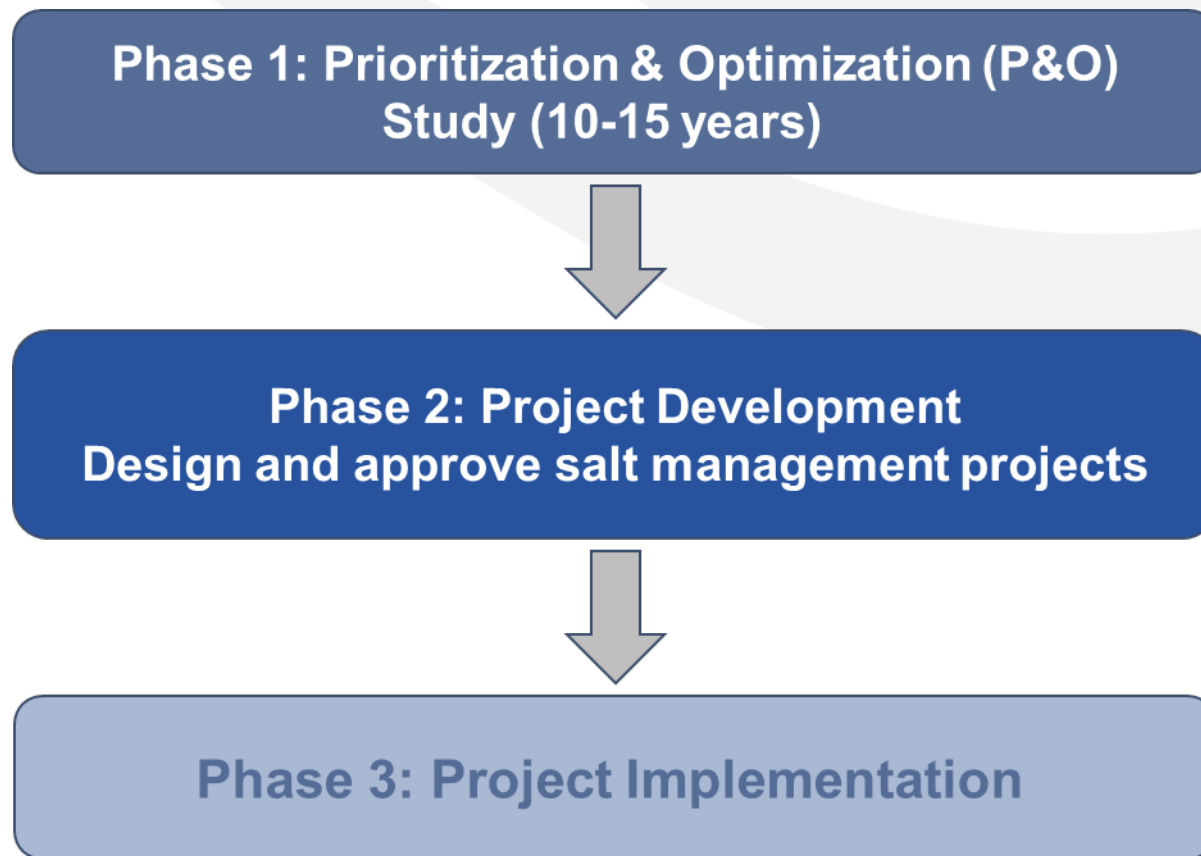 Phase 1: Prioritization & Optimization (P&O)
Study (10-15 years)
Phase 2: Project Development
Design and approve salt management projects
Phase 3: Project Implementation